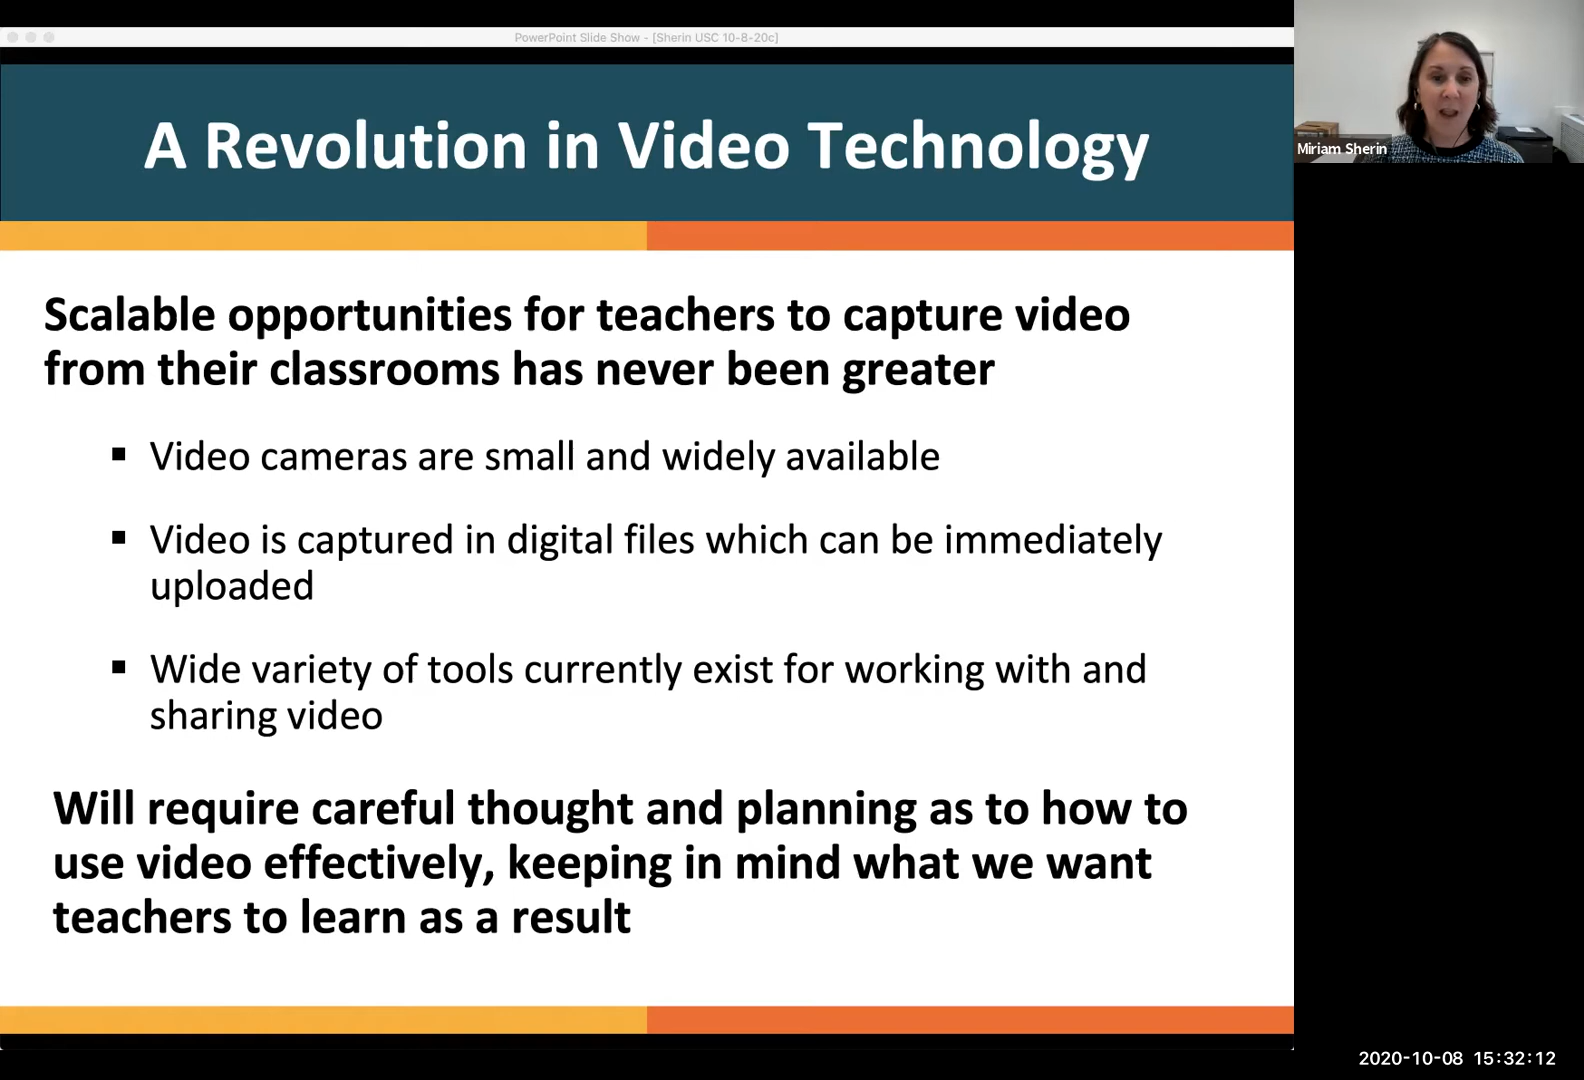 PowerPoint Slide Show - [Sherin USC 10-8-20c]
A Revolution in Video Technology
Miriam Sherin
Scalable opportunities for teachers to capture video
from their classrooms has never been greater
▪ Video cameras are small and widely available
▪ Video is captured in digital files which can be immediately
uploaded
▪ Wide variety of tools currently exist for working with and
sharing video
Will require careful thought and planning as to how to
use video effectively, keeping in mind what we want
teachers to learn as a result
2020-10-08 15:32:12